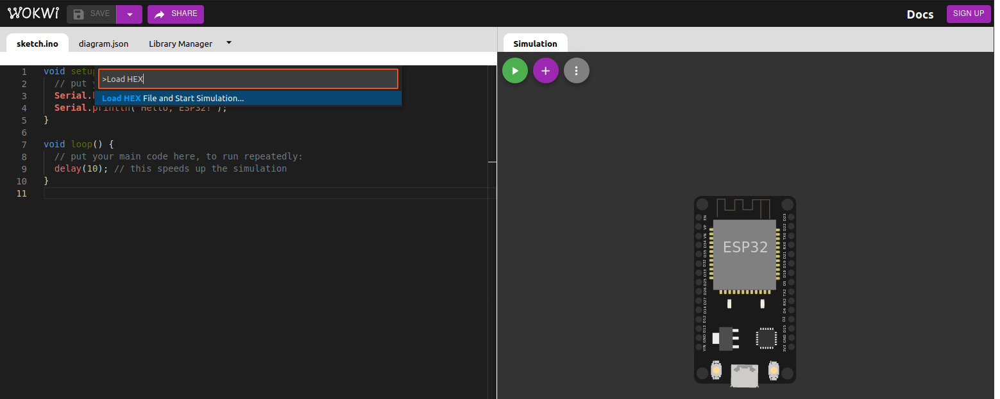 WOKWI SAVE SHARE Docs SIGN UP
sketch.ino diagram.json Library Manager Simulation
>Load HEX
Load HEX File and Start Simulation...
1 void setup
2 // put y
3 Serial.
4 Serial.println("Hello, ESP32!");
5 }
6
7 void loop() {
8 // put your main code here, to run repeatedly:
9 delay(10); // this speeds up the simulation
10 }
11
ESP32
EN
VP
VN
D34
D35
D32
D33
D25
D26
D27
D14
D12
D13
GND
VIN
D23
D22
TX0
RX0
D21
D19
D18
D5
TX2
RX2
D4
D2
D15
GND
3V3